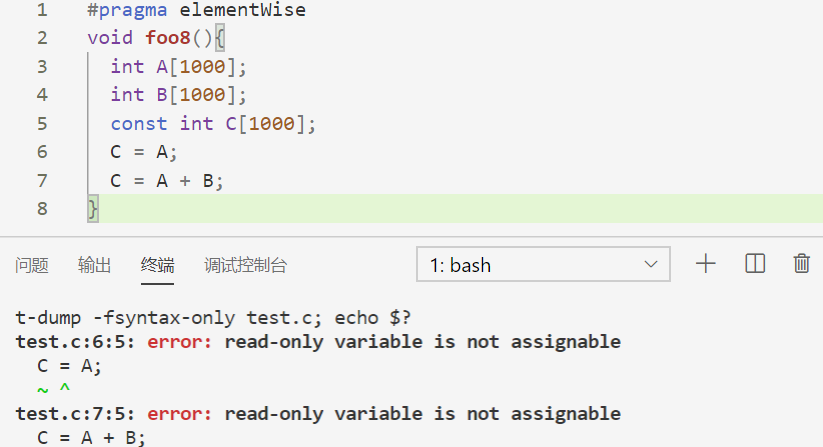 1 #pragma elementWise
2 void foo8(){
3 int A[1000];
4 int B[1000];
5 const int C[1000];
6 C = A;
7 C = A + B;
8 }
问题 输出 终端 调试控制台 1: bash
t-dump -fsyntax-only test.c; echo $?
test.c:6:5: error: read-only variable is not assignable
C = A;
~ ^
test.c:7:5: error: read-only variable is not assignable
C = A + B;